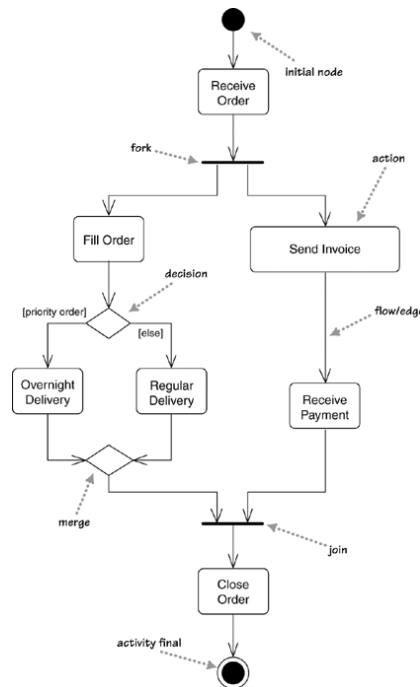 initial node
Receive
Order
fork
action
Fill Order
Send Invoice
decision
[priority order]
[else]
flow/edge
Overnight
Delivery
Regular
Delivery
Receive
Payment
merge
join
Close
Order
activity final